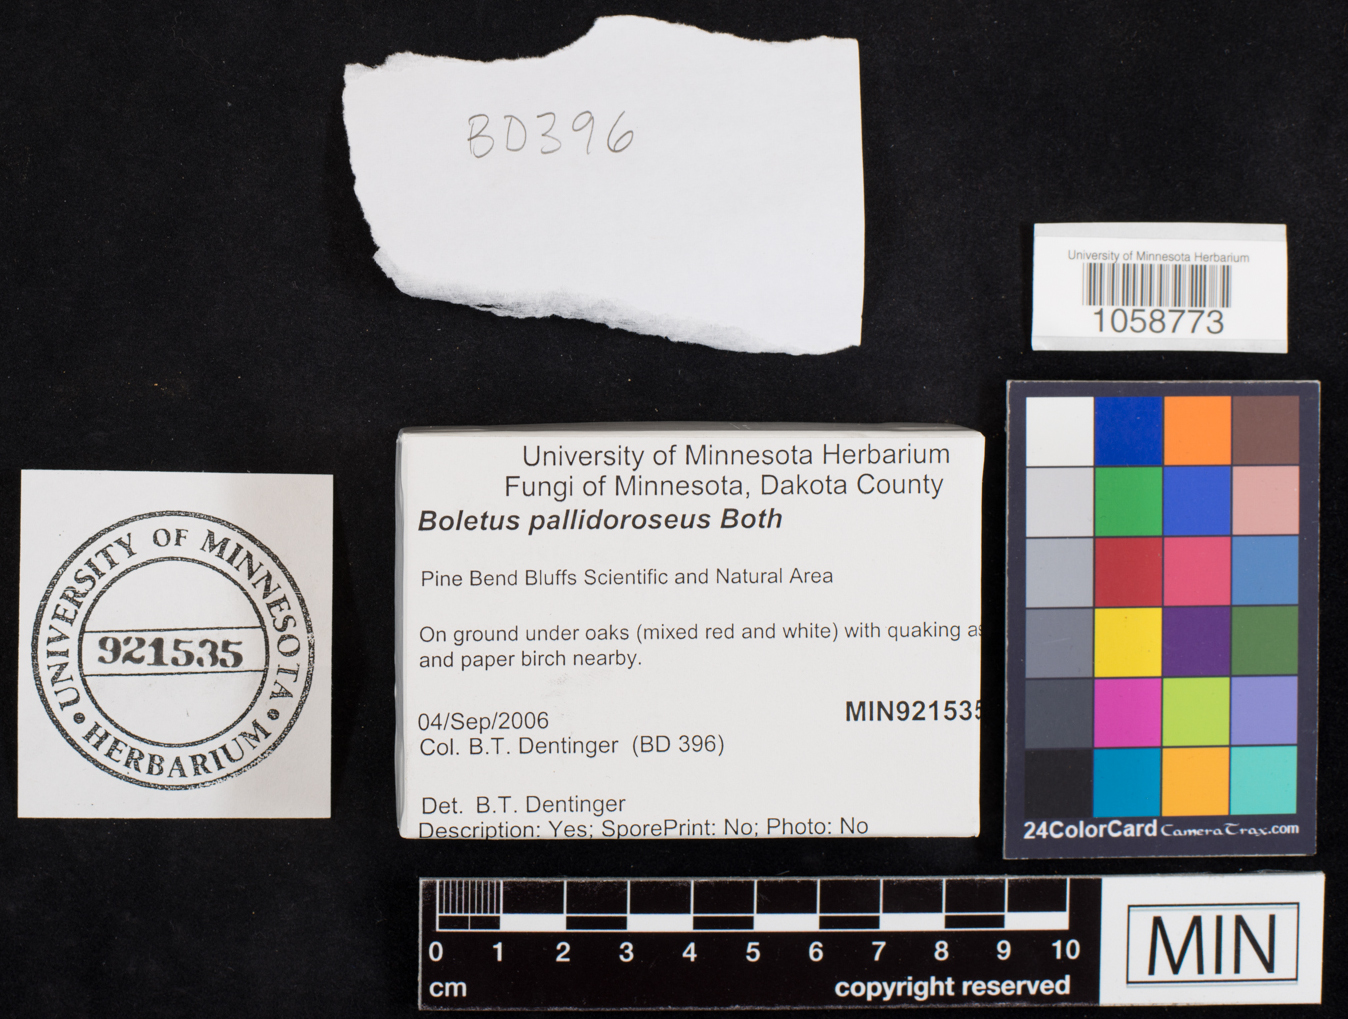 BD396
University of Minnesota Herbarium
1058773
University of Minnesota Herbarium
Fungi of Minnesota, Dakota County
Boletus pallidoroseus Both
Pine Bend Bluffs Scientific and Natural Area
On ground under oaks (mixed red and white) with quaking as
and paper birch nearby.
MIN921535
04/Sep/2006
Col. B.T. Dentinger (BD 396)
Det. B.T. Dentinger
Description: Yes; SporePrint: No; Photo: No
UNIVERSITY OF MINNESOTA
921535
HERBARIUM
24ColorCard CameraTrax.com
0 1 2 3 4 5 6 7 8 9 10
cm
copyright reserved
MIN